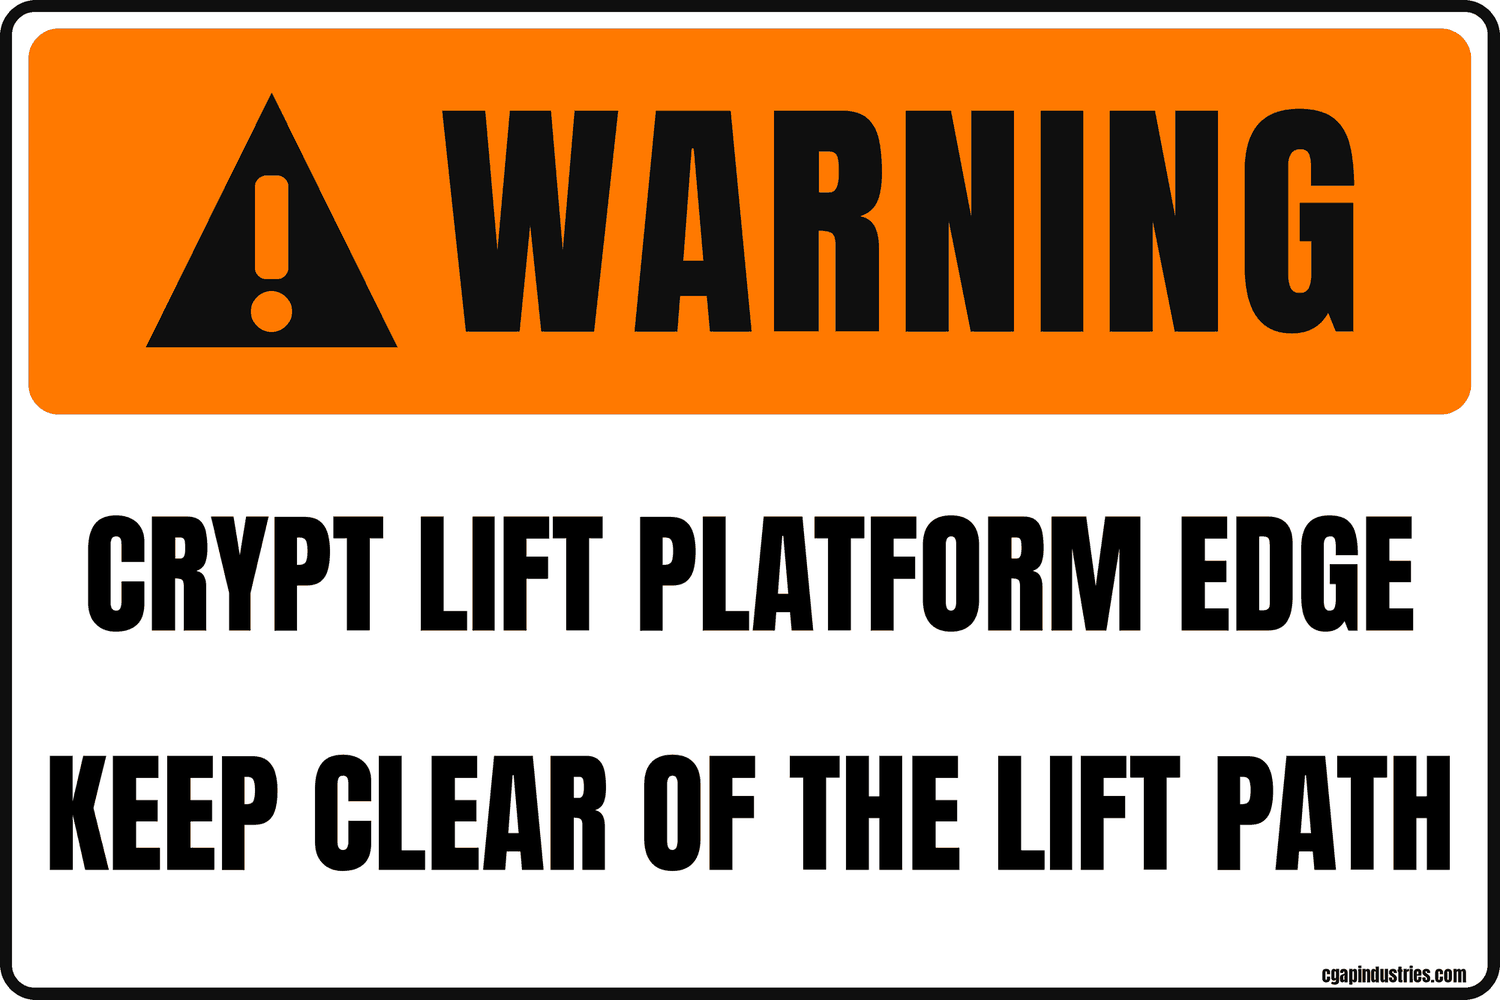 WARNING
CRYPT LIFT PLATFORM EDGE
KEEP CLEAR OF THE LIFT PATH
cgapindustries.com